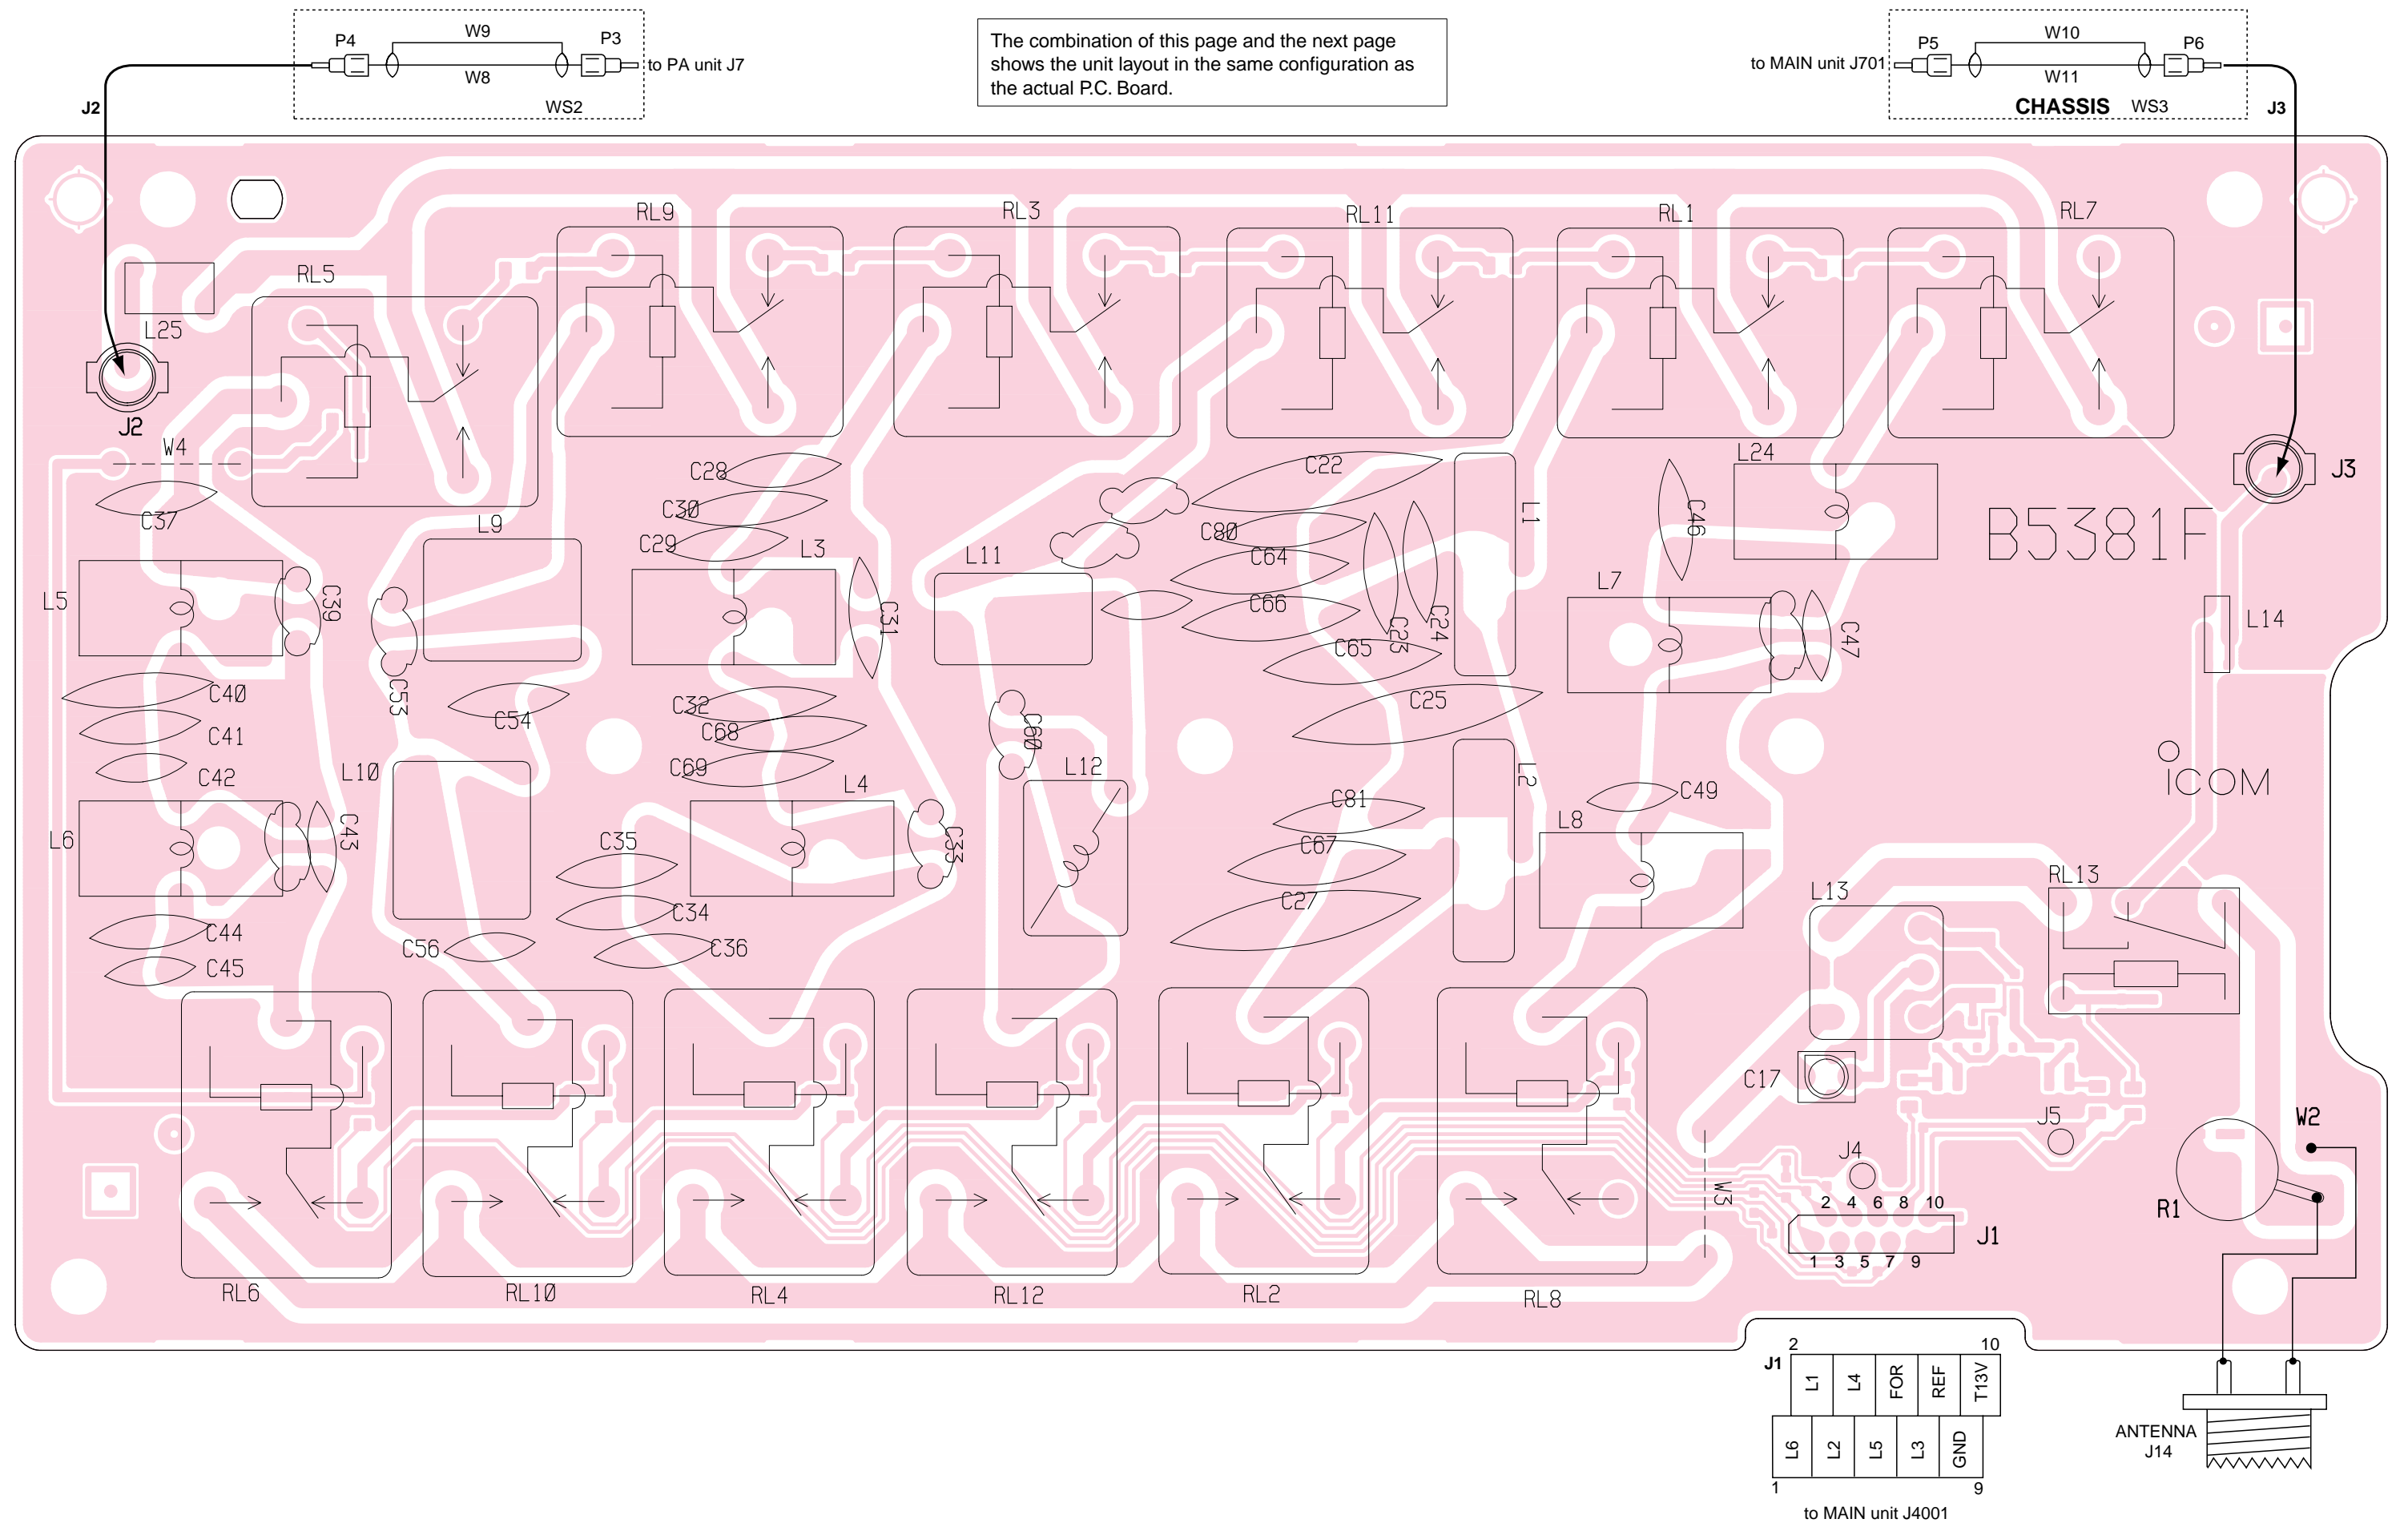 P4
W9
P3
to PA unit J7
W8
J2
WS2
The combination of this page and the next page
shows the unit layout in the same configuration as
the actual P.C. Board.
W10
P5
P6
to MAIN unit J701
W11
CHASSIS WS3
J3
RL9
RL3
RL11
RL1
RL7
RL5
L25
J2
W4
C28
C22
L24
J3
C37
L9
C30
C80
L1
C46
B5381F
C29
L3
L11
C64
L7
L5
C39
C31
C66
C23
C24
C47
L14
C65
C40
C53
C54
C32
C25
C41
C68
C60
C42
L10
C69
L12
L2
iCOM
L4
C81
C49
L6
C43
C35
C33
C67
L8
RL13
C44
C34
C27
L13
C45
C56
C36
C17
J5
W2
J4
W3
2 4 6 8 10
R1
J1
1 3 5 7 9
RL6
RL10
RL4
RL12
RL2
RL8
2 10
J1
L1 L4 FOR REF T13V
L6 L2 L5 L3 GND
1 9
to MAIN unit J4001
ANTENNA
J14